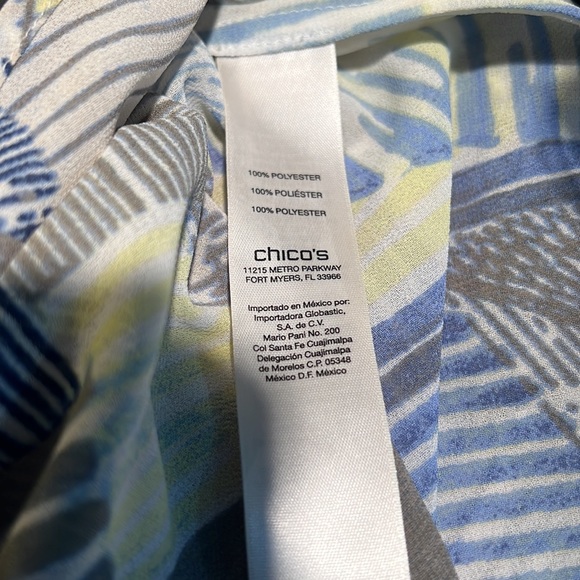 100% POLYESTER
100% POLIÉSTER
100% POLYESTER
chico's
11215 METRO PARKWAY
FORT MYERS, FL 33966
Importado en México por:
Importadora Globastic,
S.A. de C.V.
Mario Pani No. 200
Col Santa Fe Cuajimalpa
Delegación Cuajimalpa
de Morelos C.P. 05348
México D.F. México